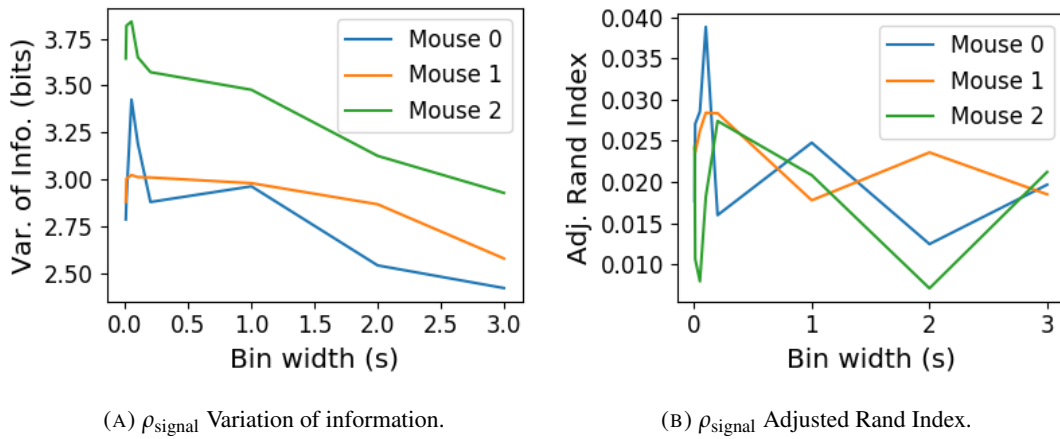 Var. of Info. (bits)
3.75
3.50
3.25
3.00
2.75
2.50
0.0 0.5 1.0 1.5 2.0 2.5 3.0
Bin width (s)
Mouse 0
Mouse 1
Mouse 2
(A) ρsignal Variation of information.
Adj. Rand Index
0.040
0.035
0.030
0.025
0.020
0.015
0.010
0 1 2 3
Bin width (s)
Mouse 0
Mouse 1
Mouse 2
(B) ρsignal Adjusted Rand Index.